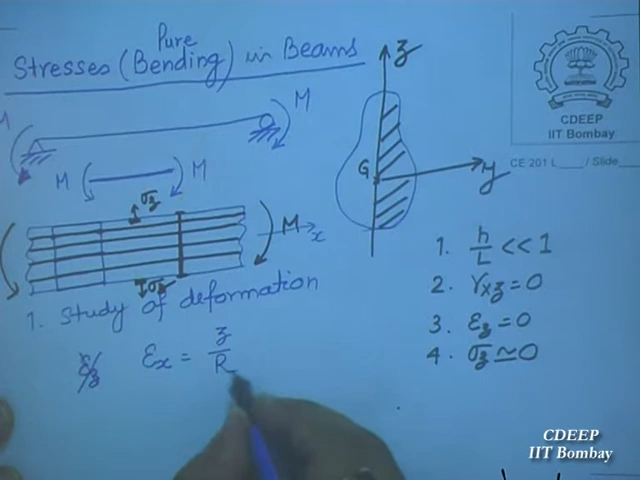 Pure
Stresses (Bending) in Beams
M
M
M
M
σz
M
x
σz
1. Study of deformation
εx = z/R
z
G
y
CDEEP
IIT Bombay
CE 201 L____ / Slide
1. h/L << 1
2. γxz = 0
3. εz = 0
4. σz ≃ 0
CDEEP
IIT Bombay